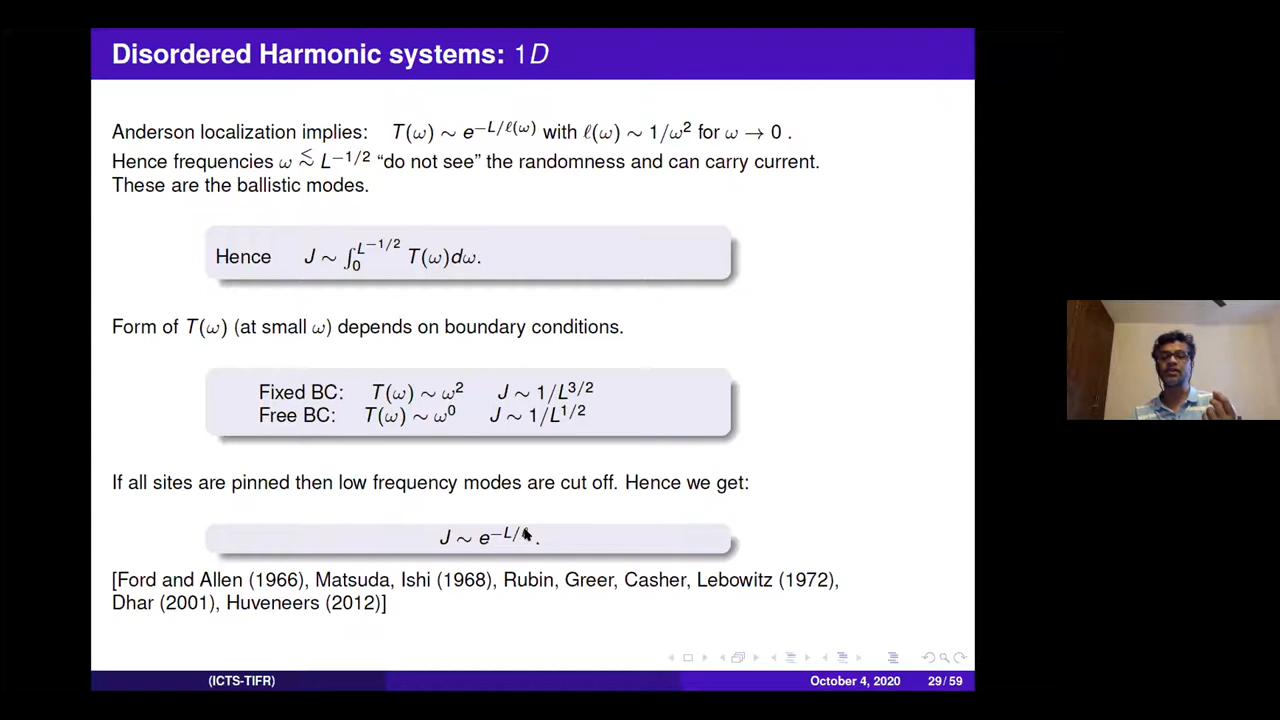 Disordered Harmonic systems: 1D
Anderson localization implies: T(ω) ∼ e^{−L/ℓ(ω)} with ℓ(ω) ∼ 1/ω² for ω → 0 .
Hence frequencies ω ≲ L^{−1/2} “do not see” the randomness and can carry current.
These are the ballistic modes.
Hence J ∼ ∫₀^{L^{−1/2}} T(ω)dω.
Form of T(ω) (at small ω) depends on boundary conditions.
Fixed BC: T(ω) ∼ ω² J ∼ 1/L^{3/2}
Free BC: T(ω) ∼ ω⁰ J ∼ 1/L^{1/2}
If all sites are pinned then low frequency modes are cut off. Hence we get:
J ∼ e^{−L/ .
[Ford and Allen (1966), Matsuda, Ishi (1968), Rubin, Greer, Casher, Lebowitz (1972),
Dhar (2001), Huveneers (2012)]
(ICTS-TIFR) October 4, 2020 29/59